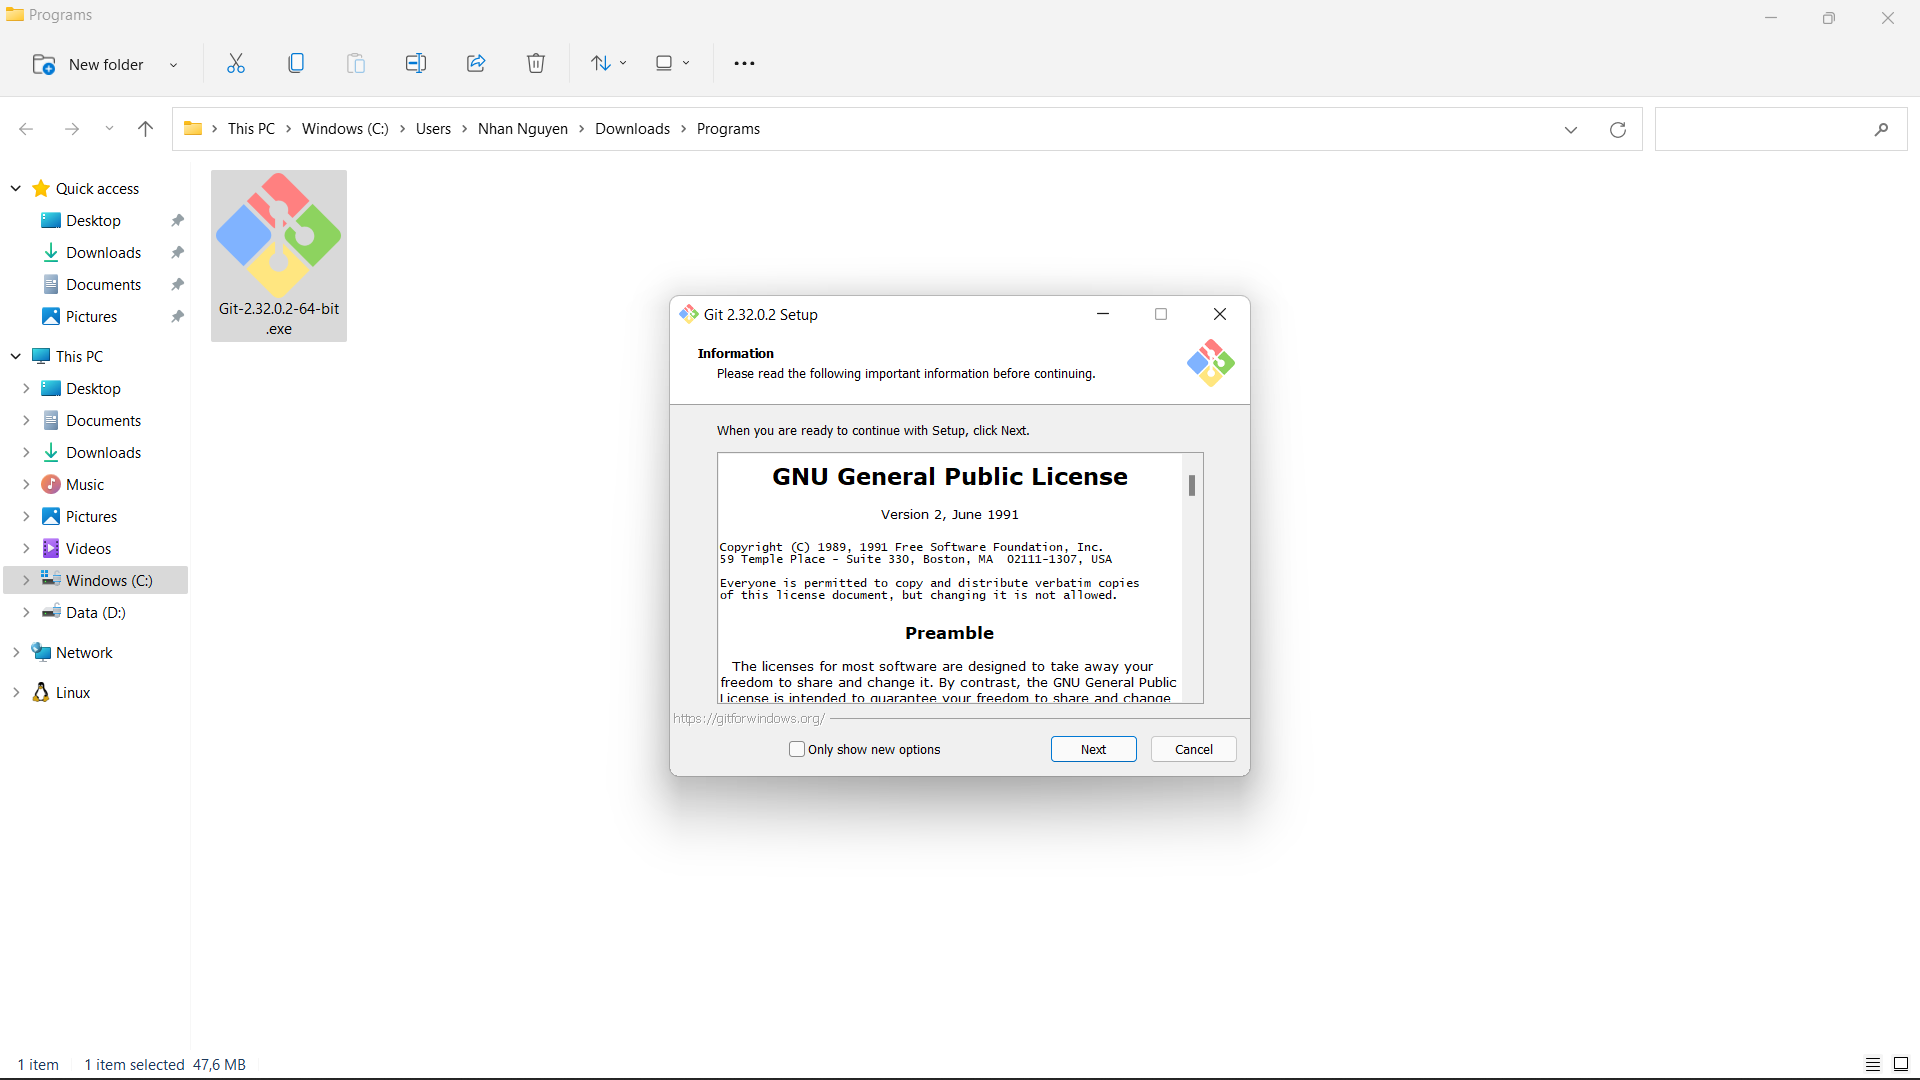 Programs
New folder
This PC > Windows (C:) > Users > Nhan Nguyen > Downloads > Programs
Quick access
Desktop
Downloads
Documents
Pictures
This PC
Desktop
Documents
Downloads
Music
Pictures
Videos
Windows (C:)
Data (D:)
Network
Linux
Git-2.32.0.2-64-bit
.exe
Git 2.32.0.2 Setup
Information
Please read the following important information before continuing.
When you are ready to continue with Setup, click Next.
GNU General Public License
Version 2, June 1991
Copyright (C) 1989, 1991 Free Software Foundation, Inc.
59 Temple Place - Suite 330, Boston, MA  02111-1307, USA
Everyone is permitted to copy and distribute verbatim copies
of this license document, but changing it is not allowed.
Preamble
The licenses for most software are designed to take away your
freedom to share and change it. By contrast, the GNU General Public
License is intended to guarantee your freedom to share and change
https://gitforwindows.org/
Only show new options
Next
Cancel
1 item
1 item selected 47,6 MB